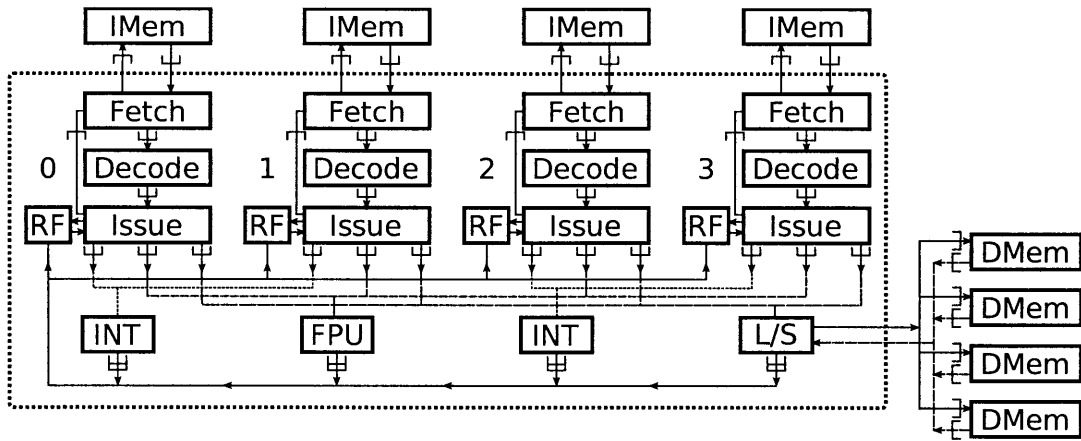 IMem IMem IMem IMem
Fetch Fetch Fetch Fetch
0 Decode 1 Decode 2 Decode 3 Decode
RF Issue RF Issue RF Issue RF Issue
DMem
DMem
INT FPU INT L/S
DMem
DMem